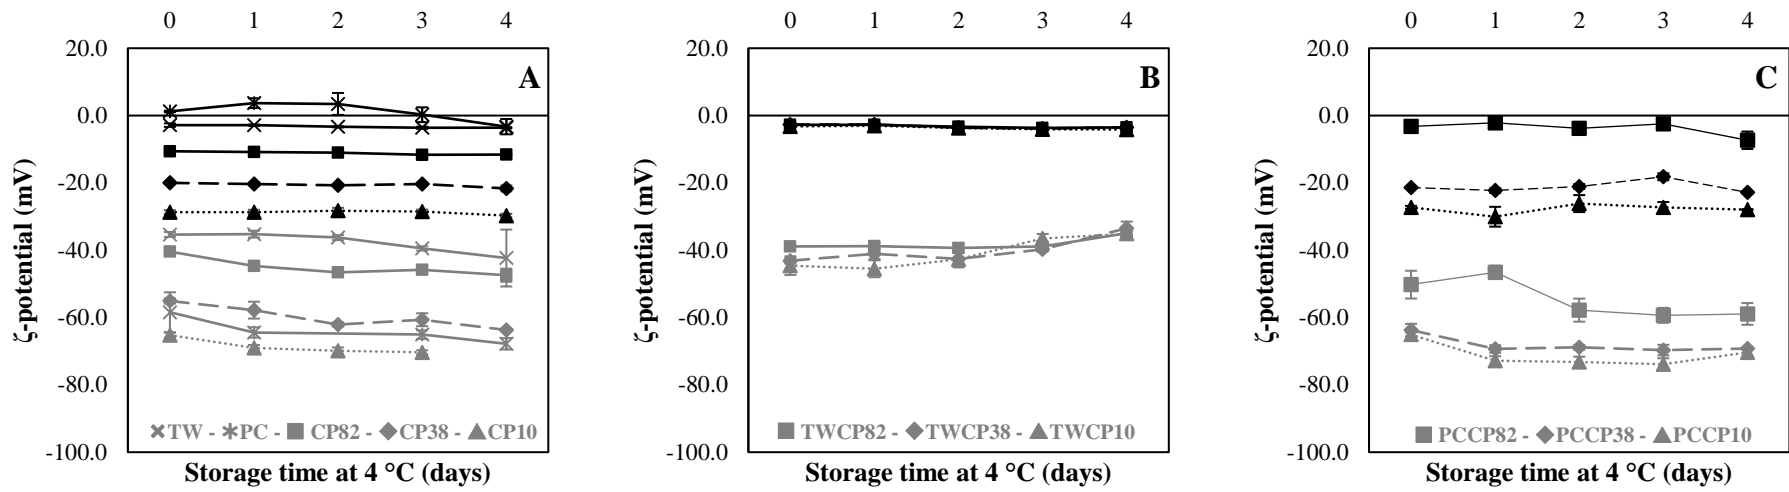 0 1 2 3 4
20.0
0.0
-20.0
-40.0
-60.0
-80.0
-100.0
ζ-potential (mV)
A
TW - PC - CP82 - CP38 - CP10
Storage time at 4 °C (days)
0 1 2 3 4
20.0
0.0
-20.0
-40.0
-60.0
-80.0
-100.0
ζ-potential (mV)
B
TWCP82 - TWCP38 - TWCP10
Storage time at 4 °C (days)
0 1 2 3 4
20.0
0.0
-20.0
-40.0
-60.0
-80.0
-100.0
ζ-potential (mV)
C
PCCP82 - PCCP38 - PCCP10
Storage time at 4 °C (days)